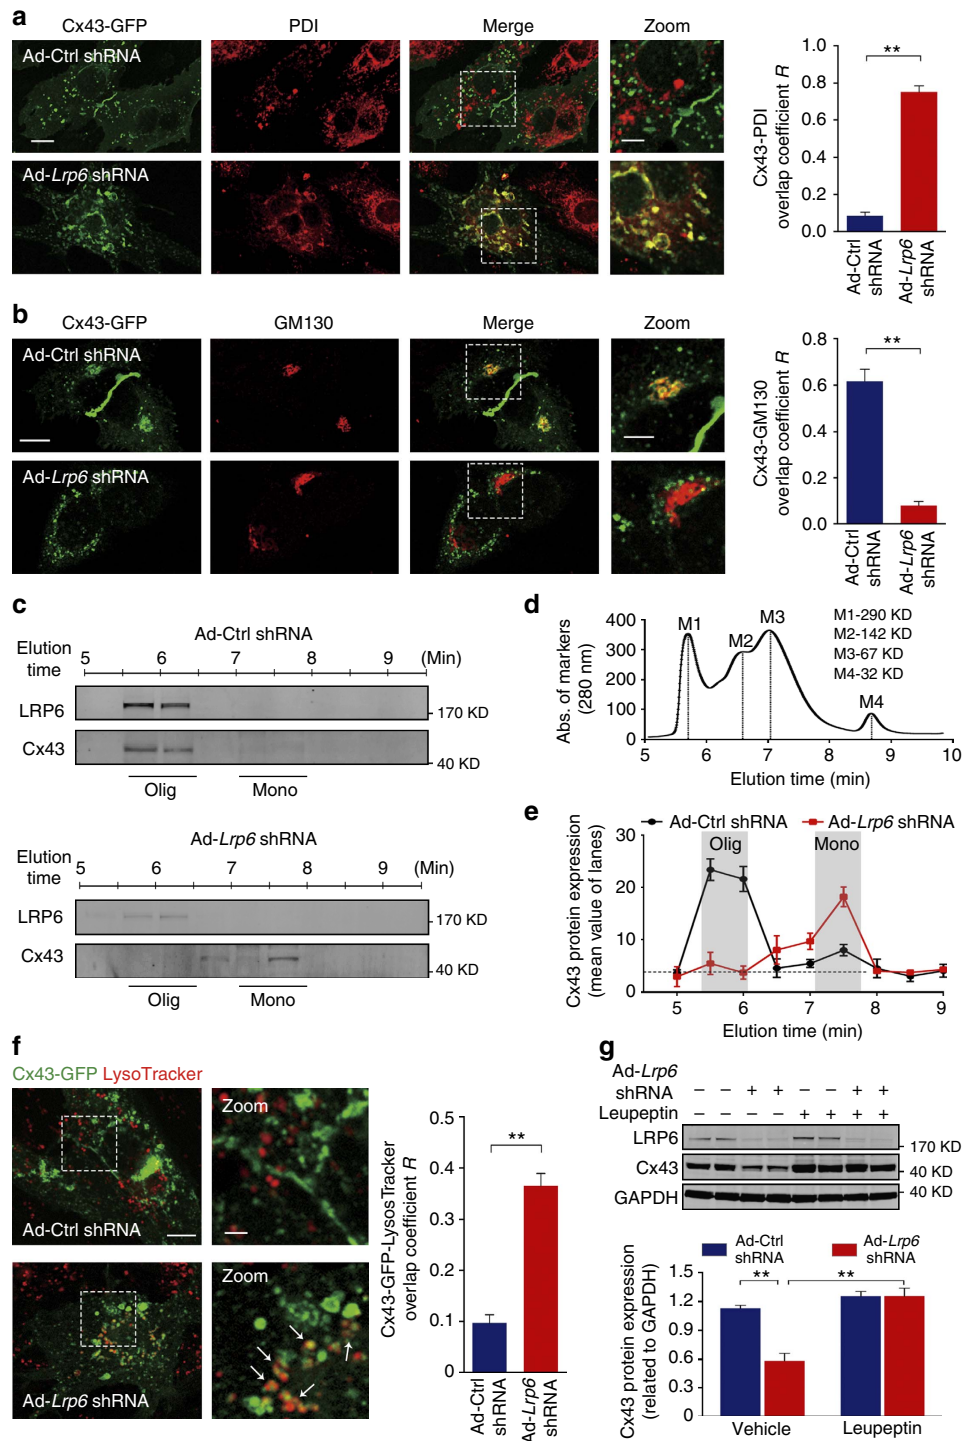 a
Cx43-GFP PDI Merge Zoom
Ad-Ctrl shRNA
Ad-Lrp6 shRNA
Cx43-PDI
overlap coefficient R
1.0
0.8
0.6
0.4
0.2
0.0
**
Ad-Ctrl
shRNA
Ad-Lrp6
shRNA
b
Cx43-GFP GM130 Merge Zoom
Ad-Ctrl shRNA
Ad-Lrp6 shRNA
Cx43-GM130
overlap coefficient R
0.8
0.6
0.4
0.2
0.0
**
Ad-Ctrl
shRNA
Ad-Lrp6
shRNA
c
Ad-Ctrl shRNA
Elution
time
5 6 7 8 9 (Min)
LRP6
170 KD
Cx43
40 KD
Olig Mono
Ad-Lrp6 shRNA
Elution
time
5 6 7 8 9 (Min)
LRP6
170 KD
Cx43
40 KD
Olig Mono
d
Abs. of markers
(280 nm)
400
300
200
100
0
M1
M2
M3
M4
M1-290 KD
M2-142 KD
M3-67 KD
M4-32 KD
5 6 7 8 9 10
Elution time (min)
e
Ad-Ctrl shRNA Ad-Lrp6 shRNA
Olig Mono
Cx43 protein expression
(mean value of lanes)
30
20
10
0
5 6 7 8 9
Elution time (min)
f
Cx43-GFP LysoTracker
Zoom
Ad-Ctrl shRNA
Zoom
Ad-Lrp6 shRNA
Cx43-GFP-LysosTracker
overlap coefficient R
0.5
0.4
0.3
0.2
0.1
0
**
Ad-Ctrl
shRNA
Ad-Lrp6
shRNA
g
Ad-Lrp6
shRNA − − + + − − + +
Leupeptin − − − − + + + +
LRP6
170 KD
Cx43
40 KD
GAPDH
40 KD
Ad-Ctrl
shRNA
Ad-Lrp6
shRNA
Cx43 protein expression
(related to GAPDH)
1.5
1.2
0.9
0.6
0.3
0
** **
Vehicle Leupeptin